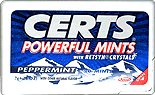 CERTS
POWERFUL MINTS
WITH RETSYN® CRYSTALS
PEPPERMINT